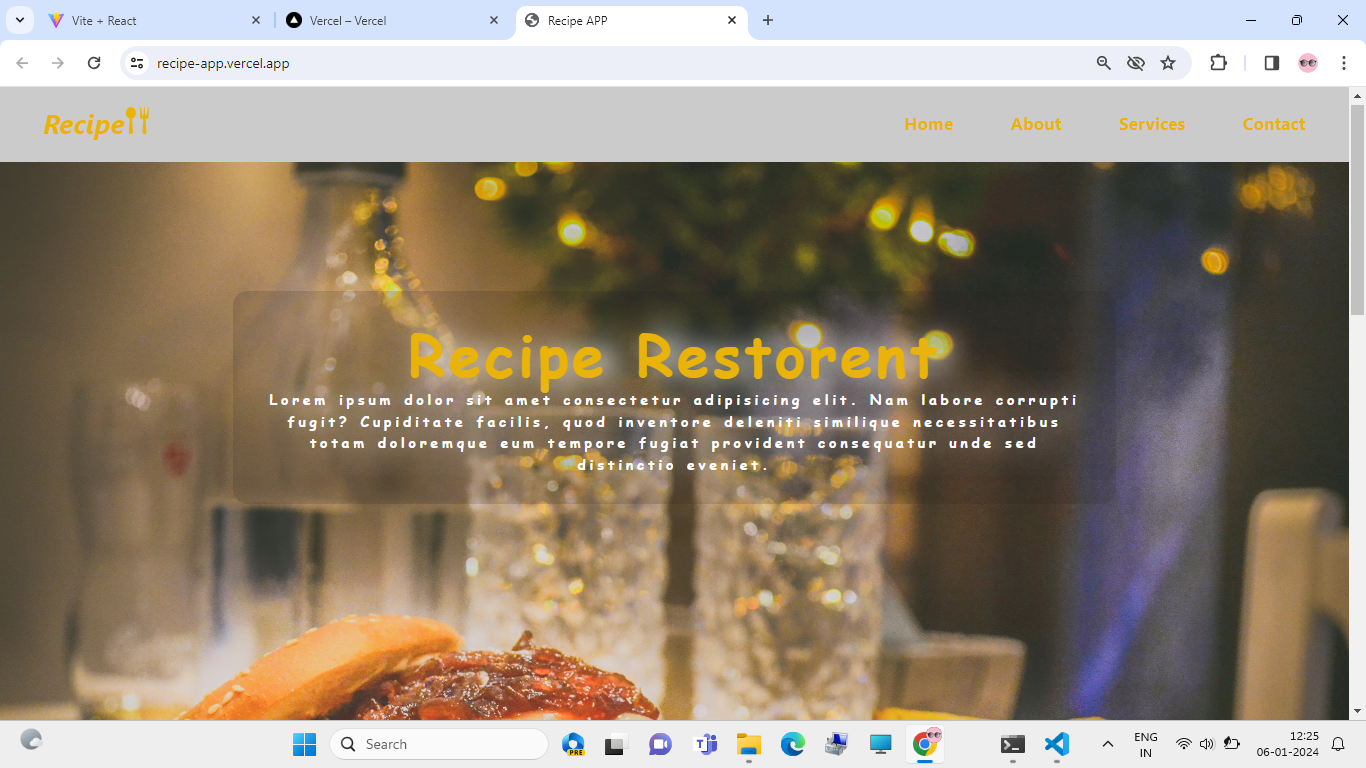 Vite + React
Vercel – Vercel
Recipe APP
recipe-app.vercel.app
Recipe
Home
About
Services
Contact
Recipe Restorent
Lorem ipsum dolor sit amet consectetur adipisicing elit. Nam labore corrupti
fugit? Cupiditate facilis, quod inventore deleniti similique necessitatibus
totam doloremque eum tempore fugiat provident consequatur unde sed
distinctio eveniet.
Search
PRE
ENG
IN
12:25
06-01-2024